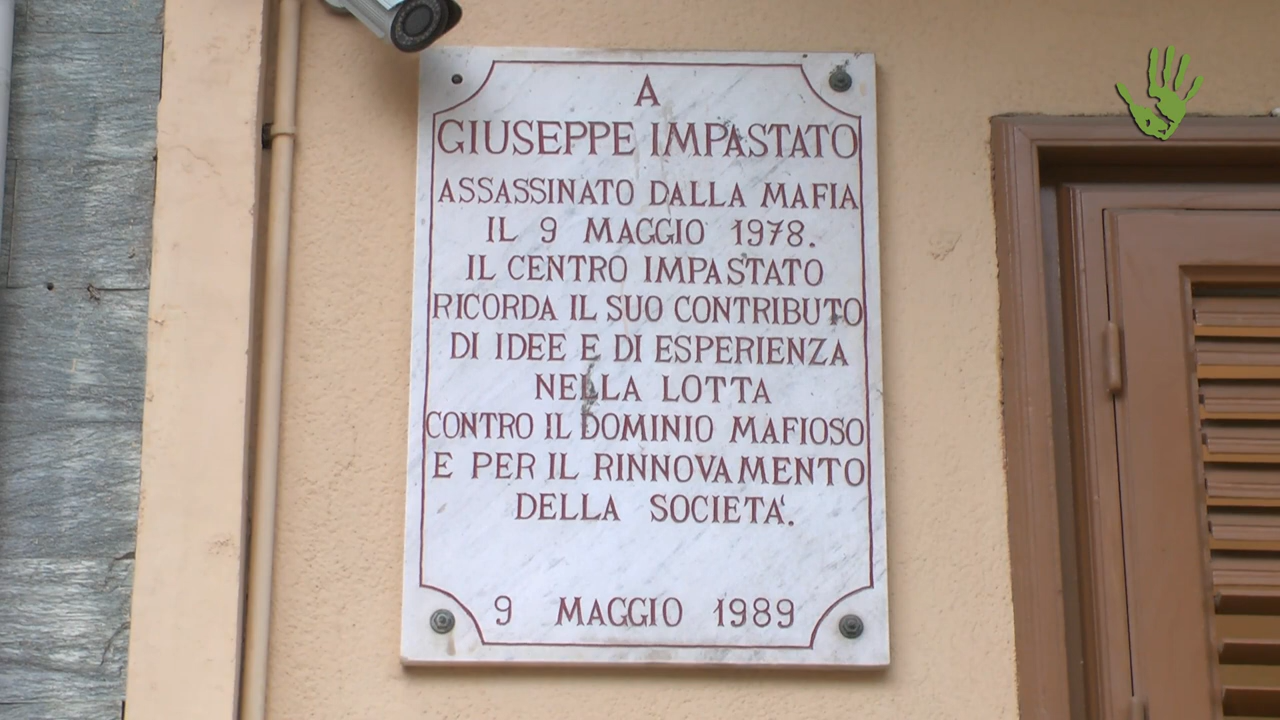 A
GIUSEPPE IMPASTATO
ASSASSINATO DALLA MAFIA
IL 9 MAGGIO 1978.
IL CENTRO IMPASTATO
RICORDA IL SUO CONTRIBUTO
DI IDEE E DI ESPERIENZA
NELLA LOTTA
CONTRO IL DOMINIO MAFIOSO
E PER IL RINNOVAMENTO
DELLA SOCIETA'.
9 MAGGIO 1989